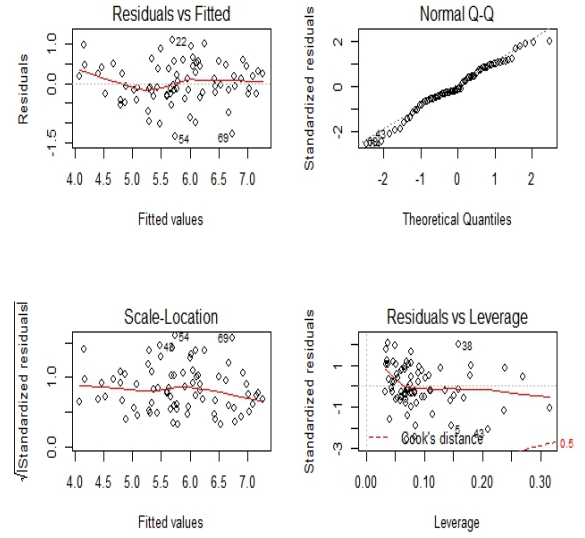 Residuals vs Fitted
Residuals
1.0
0.0
-1.5
22
54
69
4.0 4.5 5.0 5.5 6.0 6.5 7.0
Fitted values
Normal Q-Q
Standardized residuals
2
0
-2
43
-2 -1 0 1 2
Theoretical Quantiles
Scale-Location
√|Standardized residuals|
1.0
0.0
54
69
4.0 4.5 5.0 5.5 6.0 6.5 7.0
Fitted values
Residuals vs Leverage
Standardized residuals
1
-1
-3
38
5
43
Cook's distance
0.5
0.00 0.10 0.20 0.30
Leverage